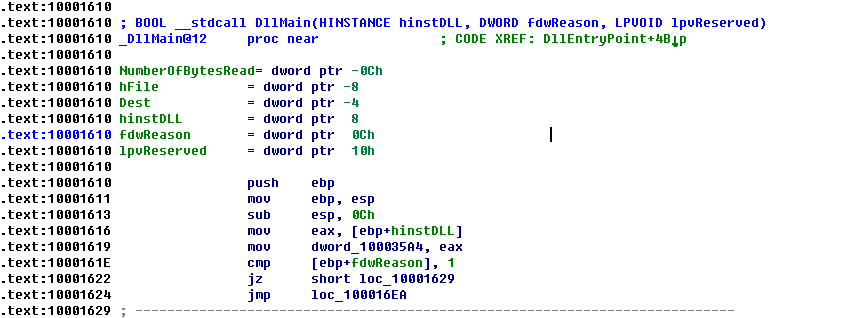 .text:10001610
.text:10001610 ; BOOL __stdcall DllMain(HINSTANCE hinstDLL, DWORD fdwReason, LPVOID lpvReserved)
.text:10001610 _DllMain@12 proc near ; CODE XREF: DllEntryPoint+4B↓p
.text:10001610
.text:10001610 NumberOfBytesRead= dword ptr -0Ch
.text:10001610 hFile = dword ptr -8
.text:10001610 Dest = dword ptr -4
.text:10001610 hinstDLL = dword ptr 8
.text:10001610 fdwReason = dword ptr 0Ch
.text:10001610 lpvReserved = dword ptr 10h
.text:10001610
.text:10001610 push ebp
.text:10001611 mov ebp, esp
.text:10001613 sub esp, 0Ch
.text:10001616 mov eax, [ebp+hinstDLL]
.text:10001619 mov dword_100035A4, eax
.text:1000161E cmp [ebp+fdwReason], 1
.text:10001622 jz short loc_10001629
.text:10001624 jmp loc_100016EA
.text:10001629 ; ---------------------------------------------------------------------------